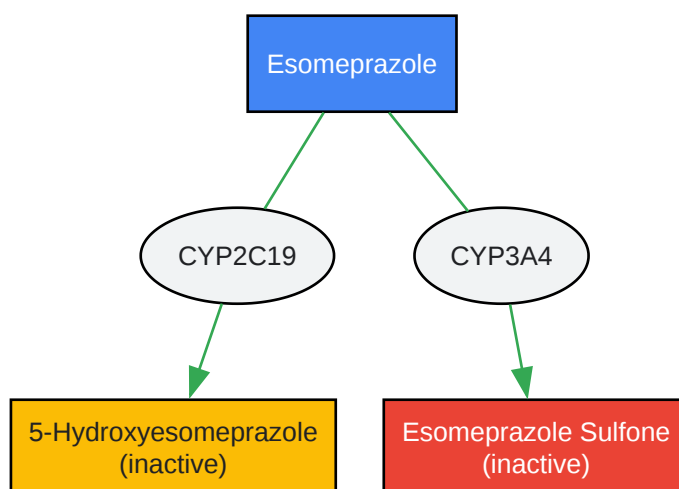 Esomeprazole
CYP2C19
CYP3A4
5-Hydroxyesomeprazole
(inactive)
Esomeprazole Sulfone
(inactive)